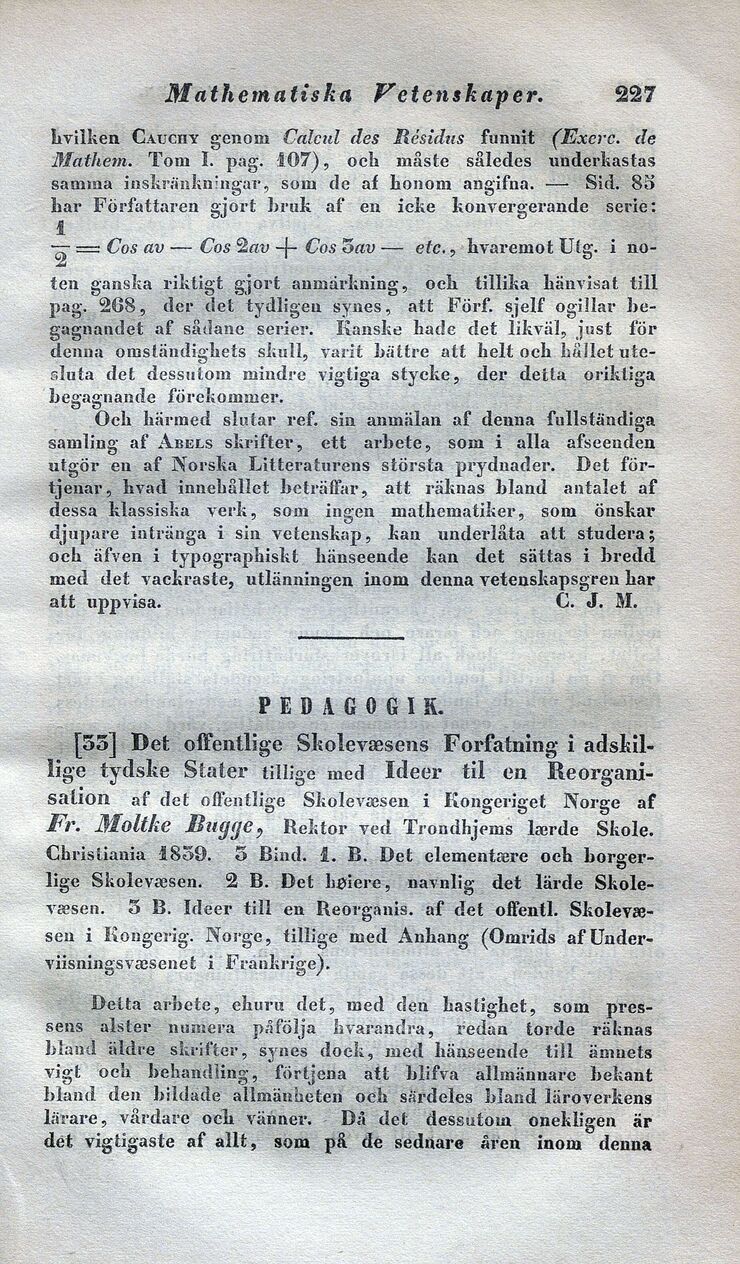 Mathematiska Vetenskaper. 227
hvilken CAUCHY genom Calcul des Résidus funnit (Exerc. de
Mathem. Tom I. pag. 107), och måste således underkastas
samma inskränkningar, som de af honom angifna. — Sid. 85
har Författaren gjort bruk af en icke konvergerande serie:
1/2 = Cos av — Cos 2av + Cos 3av — etc., hvaremot Utg. i no-
ten ganska riktigt gjort anmärkning, och tillika hänvisat till
pag. 268, der det tydligen synes, att Förf. sjelf ogillar be-
gagnandet af sådane serier. Kanske hade det likväl, just för
denna omständighets skull, varit bättre att helt och hållet ute-
sluta det dessutom mindre vigtiga stycke, der detta oriktiga
begagnande förekommer.
Och härmed slutar ref. sin anmälan af denna fullständiga
samling af ABELS skrifter, ett arbete, som i alla afseenden
utgör en af Norska Litteraturens största prydnader. Det för-
tjenar, hvad innehållet beträffar, att räknas bland antalet af
dessa klassiska verk, som ingen mathematiker, som önskar
djupare intränga i sin vetenskap, kan underlåta att studera;
och äfven i typographiskt hänseende kan det sättas i bredd
med det vackraste, utlänningen inom denna vetenskapsgren har
att uppvisa. C. J. M.
PEDAGOGIK.
[33] Det offentlige Skolevæsens Forfatning i adskil-
lige tydske Stater tillige med Ideer til en Reorgani-
sation af det offentlige Skolevæsen i Kongeriget Norge af
Fr. Moltke Bugge, Rektor ved Trondhjems lærde Skole.
Christiania 1839. 3 Bind. 1. B. Det elementære och borger-
lige Skolevæsen. 2 B. Det høiere, navnlig det lärde Skole-
væsen. 3 B. Ideer till en Reorganis. af det offentl. Skolevæ-
sen i Kongerig. Norge, tillige med Anhang (Omrids af Under-
viisningsvæsenet i Frankrige).
Detta arbete, ehuru det, med den hastighet, som pres-
sens alster numera påfölja hvarandra, redan torde räknas
bland äldre skrifter, synes dock, med hänseende till ämnets
vigt och behandling, förtjena att blifva allmännare bekant
bland den bildade allmänheten och särdeles bland läroverkens
lärare, vårdare och vänner. Då det dessutom onekligen är
det vigtigaste af allt, som på de sednare åren inom denna